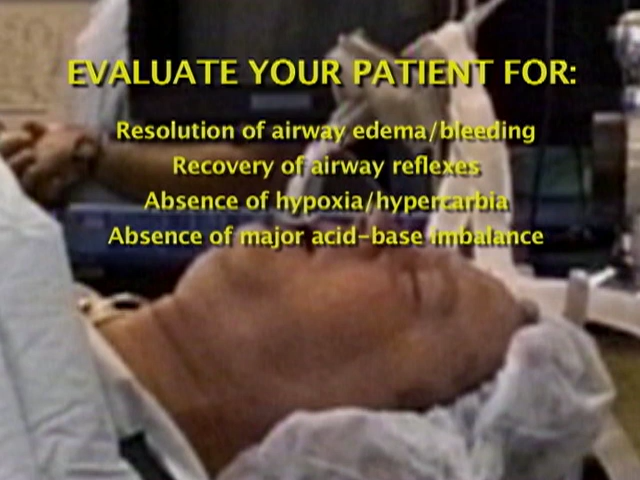 EVALUATE YOUR PATIENT FOR:
Resolution of airway edema/bleeding
Recovery of airway reflexes
Absence of hypoxia/hypercarbia
Absence of major acid-base imbalance